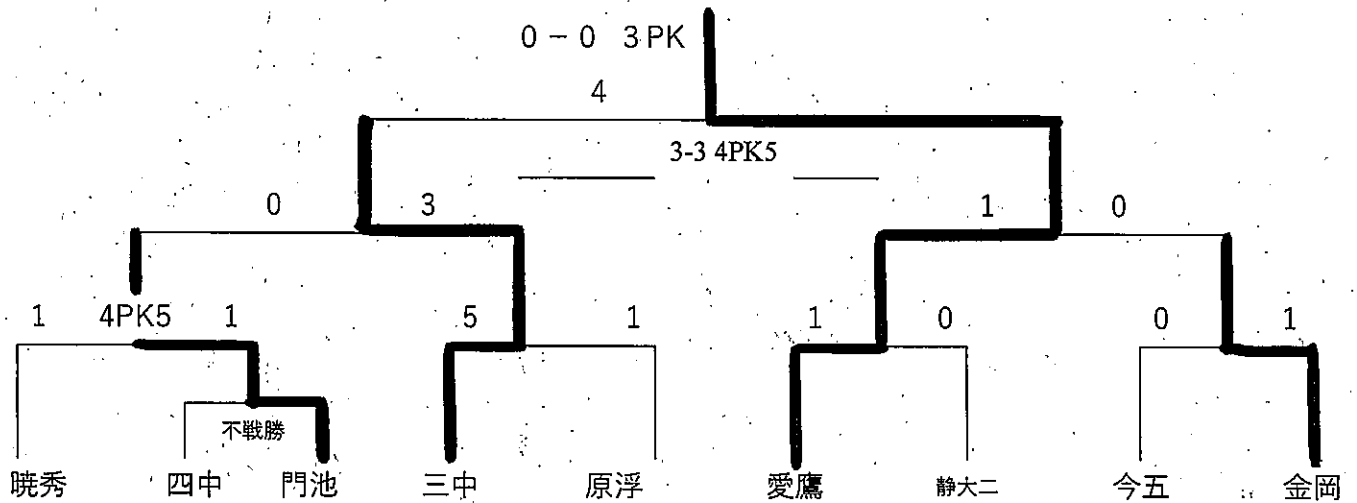 0－0 3PK
4
3-3 4PK5
0 3 1 0
1 4PK5 1 5 1 1 0 0 1
不戦勝
暁秀 四中 門池 三中 原浮 愛鷹 静大二 今五 金岡